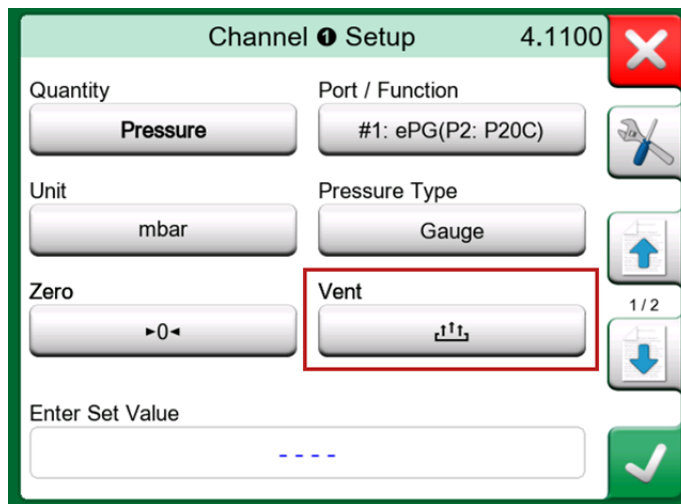 Channel ❶ Setup 4.1100
Quantity
Port / Function
Pressure
#1: ePG(P2: P20C)
Unit
Pressure Type
mbar
Gauge
Zero
Vent
►0◄
1 / 2
Enter Set Value
- - - -